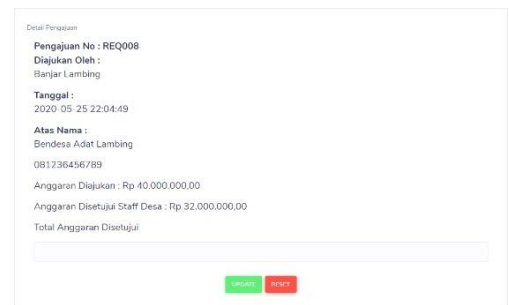 Detail Pengajuan
Pengajuan No : REQ008
Diajukan Oleh :
Banjar Lambing
Tanggal :
2020-05-25 22:04:49
Atas Nama :
Bendesa Adat Lambing
081236456789
Anggaran Diajukan : Rp 40.000.000,00
Anggaran Disetujui Staff Desa : Rp 32.000.000,00
Total Anggaran Disetujui
UPDATE RESET